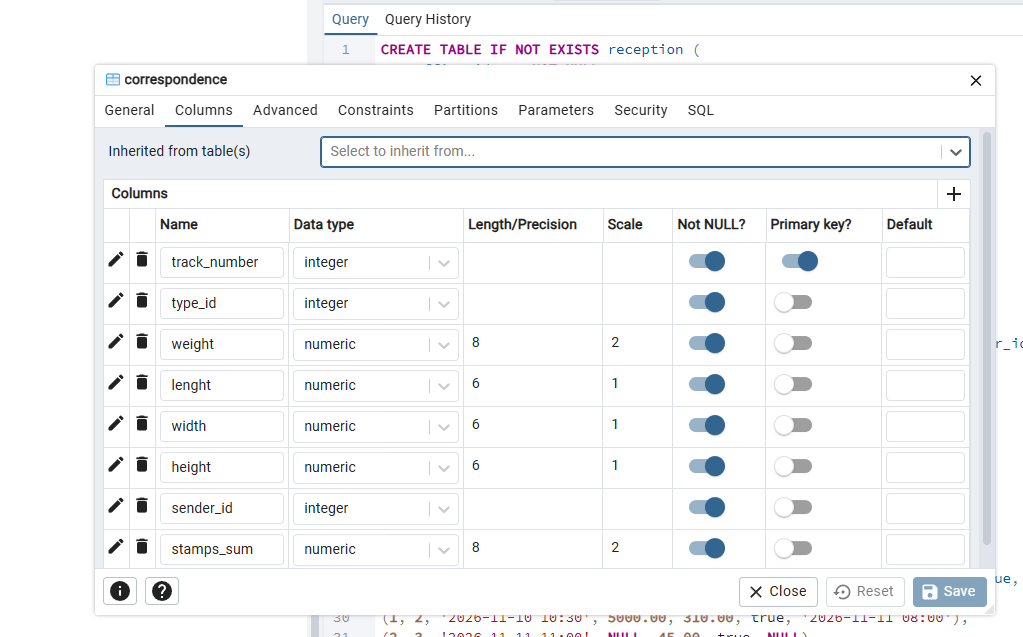 Query Query History
1 CREATE TABLE IF NOT EXISTS reception (
correspondence
General Columns Advanced Constraints Partitions Parameters Security SQL
Inherited from table(s) Select to inherit from...
Columns
Name Data type Length/Precision Scale Not NULL? Primary key? Default
track_number integer
type_id integer
weight numeric 8 2
r_id
lenght numeric 6 1
width numeric 6 1
height numeric 6 1
sender_id integer
stamps_sum numeric 8 2
ue,
Close Reset Save
30 (1, 2, '2026-11-10 10:30', 5000.00, 310.00, true, '2026-11-11 08:00'),